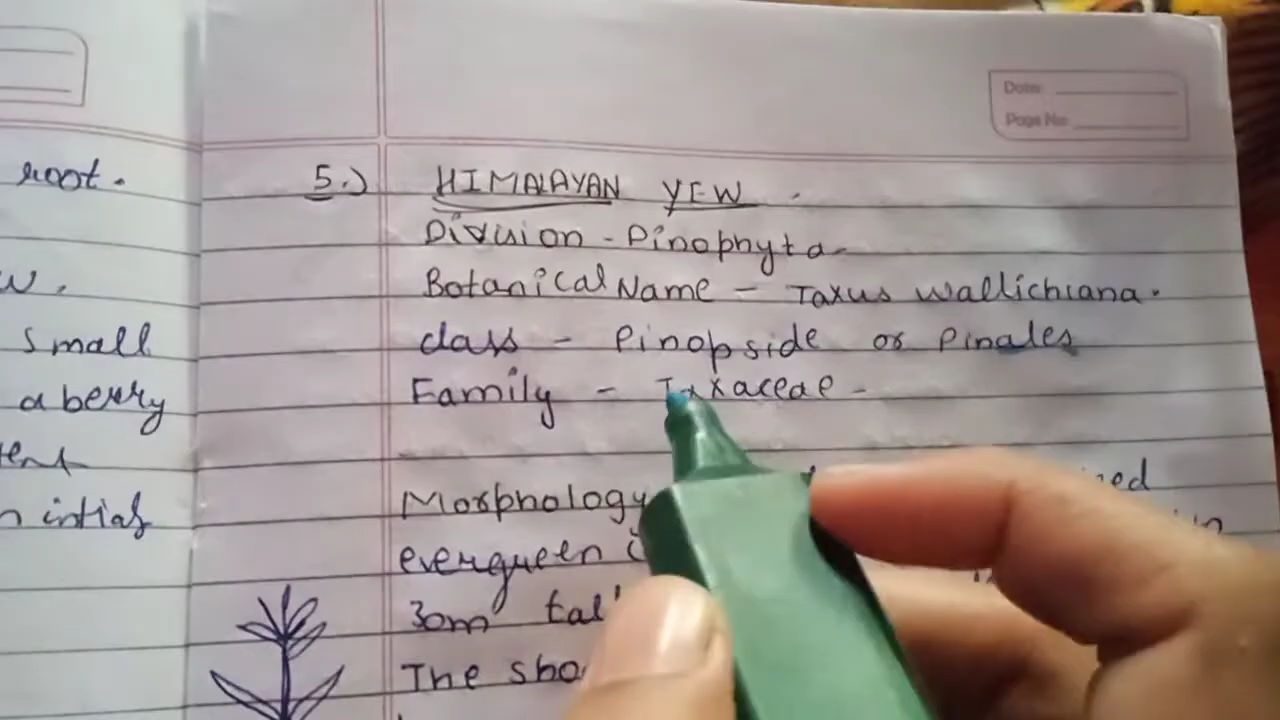 root.
Date:
Page No:
5.) HIMALAYAN YEW
Division - Pinophyta
Botanical Name - Taxus wallichiana.
small
class - Pinopside or Pinales
a berry
Family - Taxaceae -
Morphology
evergreen
30m tall
The sho